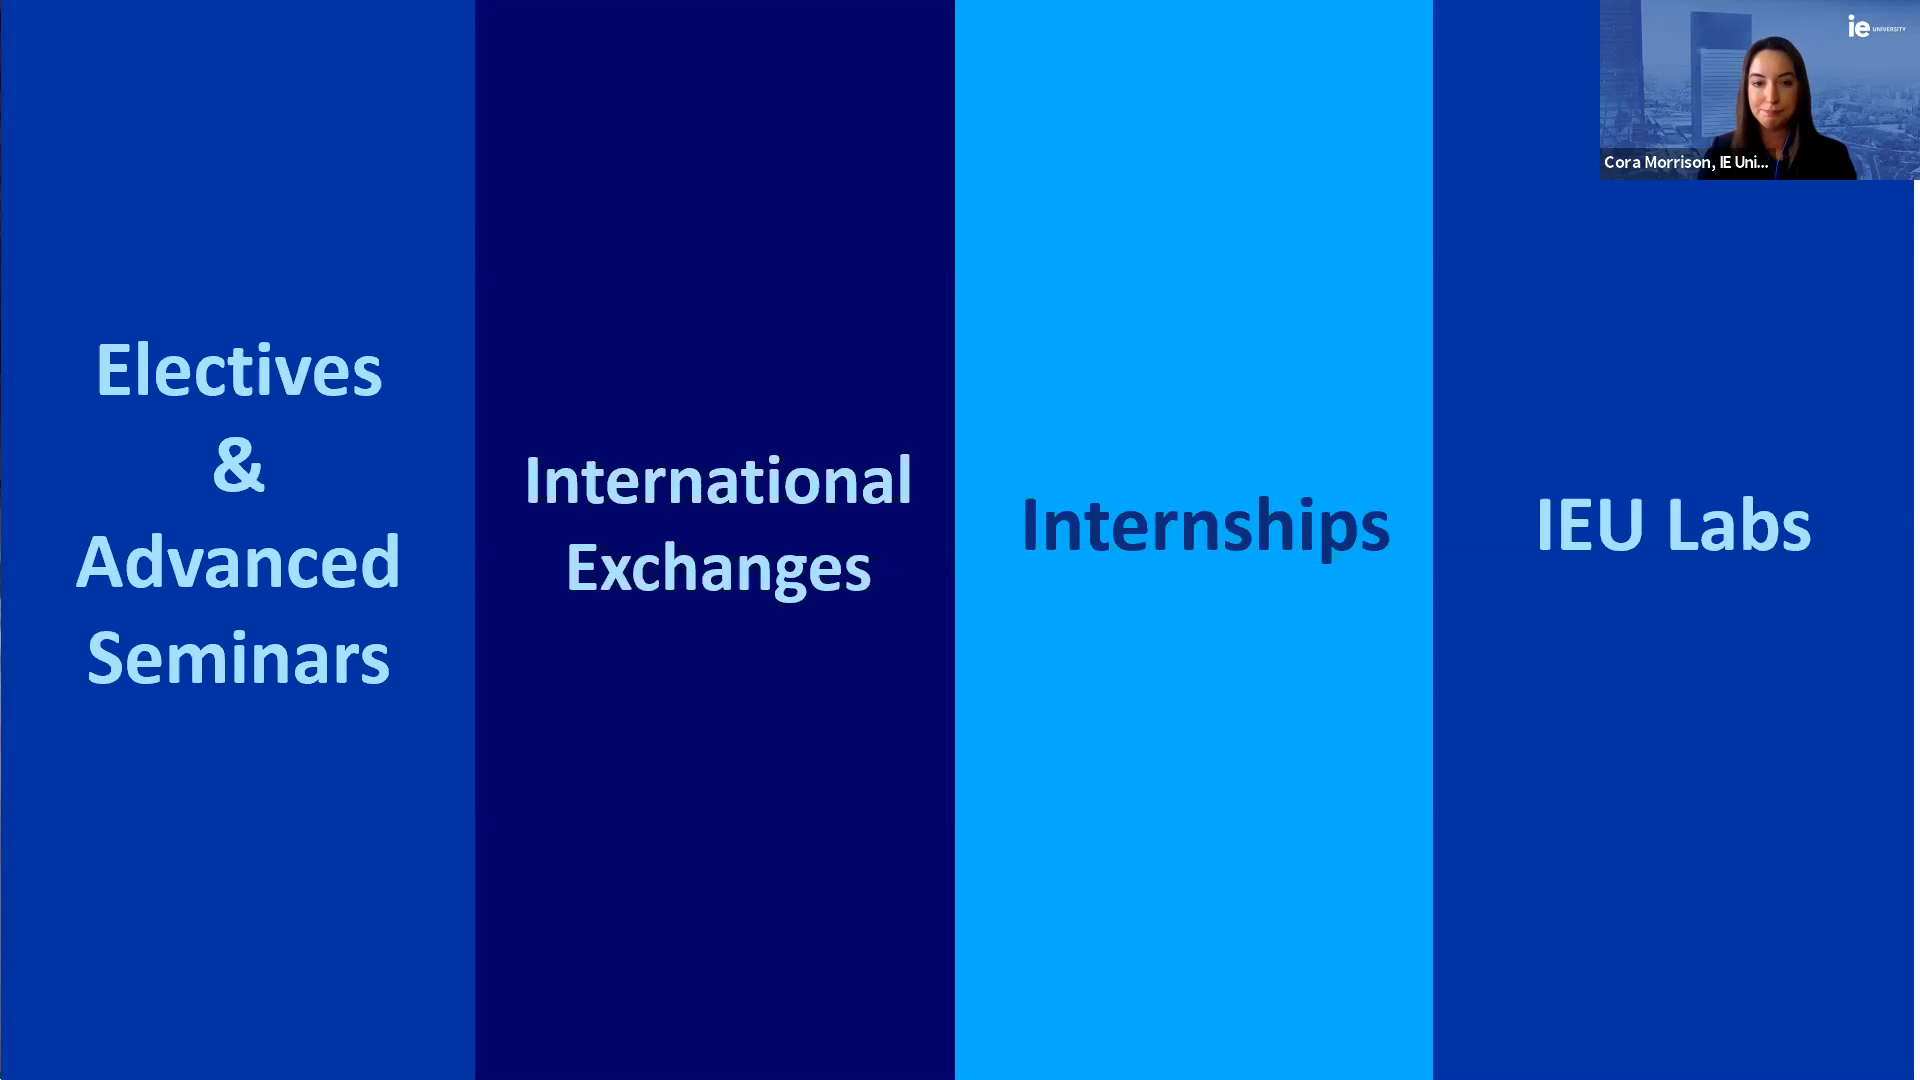 Electives
&
Advanced
Seminars
International
Exchanges
Internships
IEU Labs
ie UNIVERSITY
Cora Morrison, IE Uni...